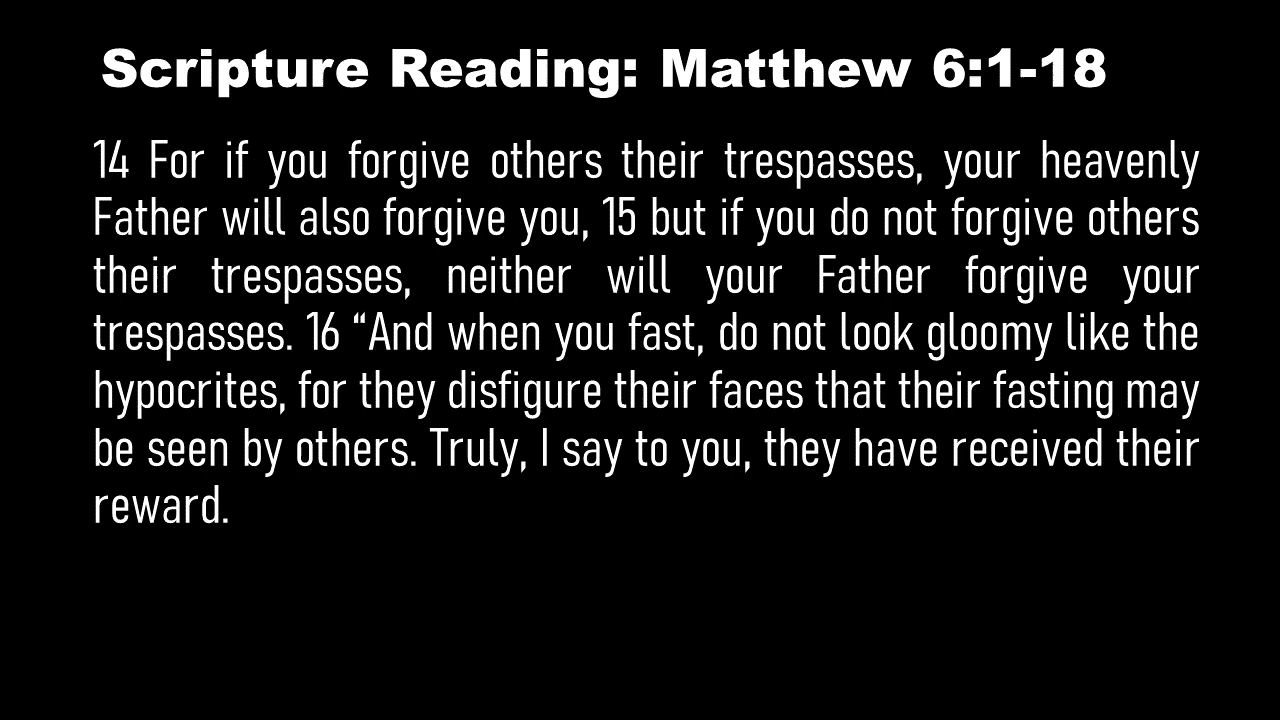 Scripture Reading: Matthew 6:1-18
14 For if you forgive others their trespasses, your heavenly
Father will also forgive you, 15 but if you do not forgive others
their trespasses, neither will your Father forgive your
trespasses. 16 “And when you fast, do not look gloomy like the
hypocrites, for they disfigure their faces that their fasting may
be seen by others. Truly, I say to you, they have received their
reward.